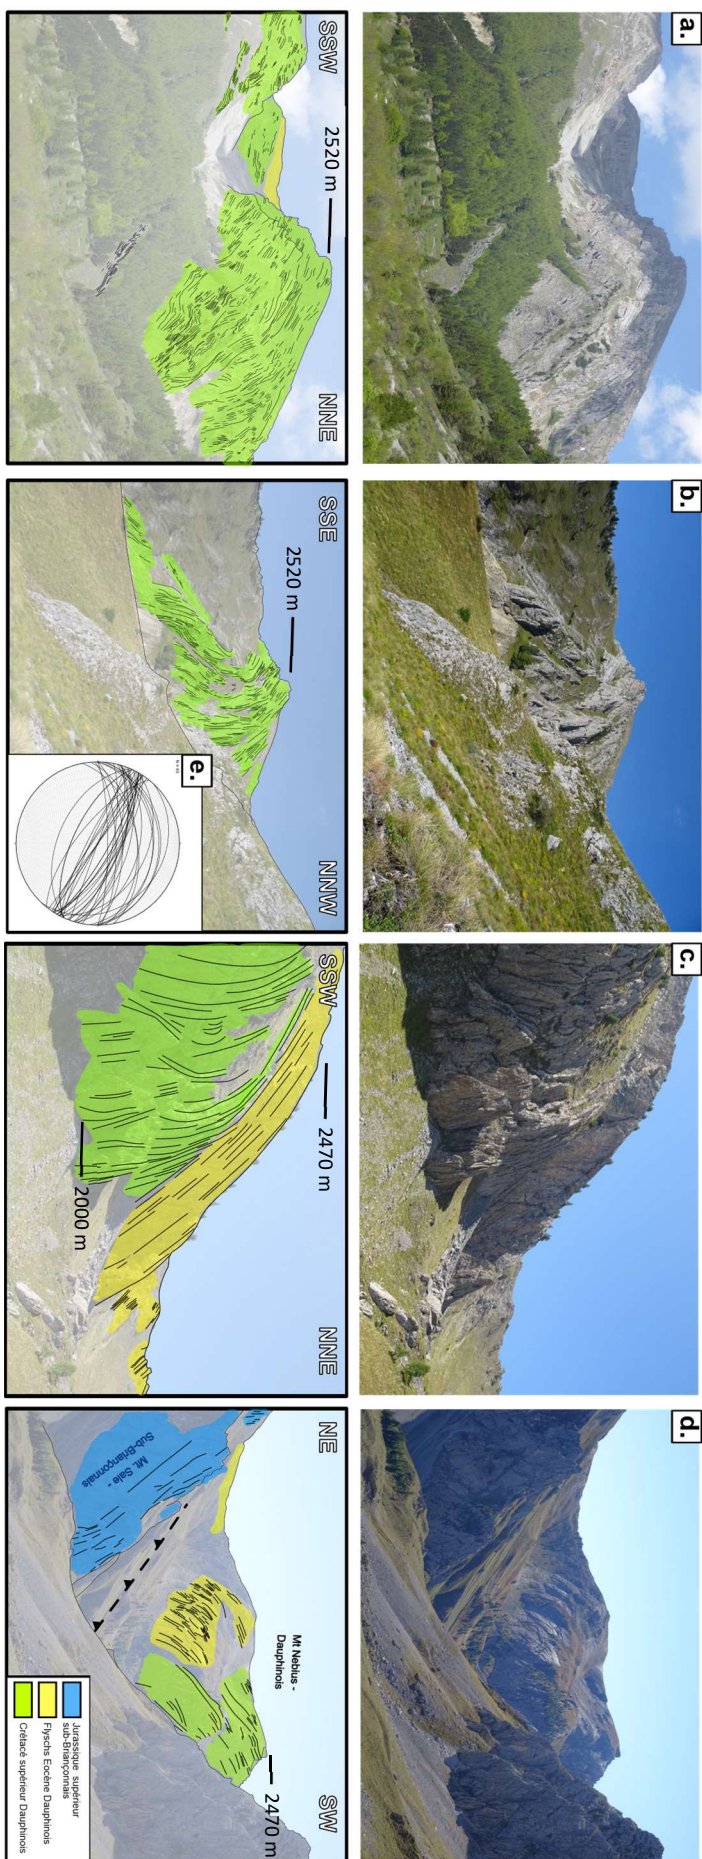 a.
b.
c.
d.
SSW
2520 m
NNE
SSE
2520 m
NNW
e.
SSW
2470 m
2000 m
NNE
NE
Mt. Sale -
Sub-Briançonnais
Mt Nebius -
Dauphinois
2470 m
SW
Jurassique supérieur
sub-Briançonnais
Flyschs Eocène Dauphinois
Crétacé supérieur Dauphinois